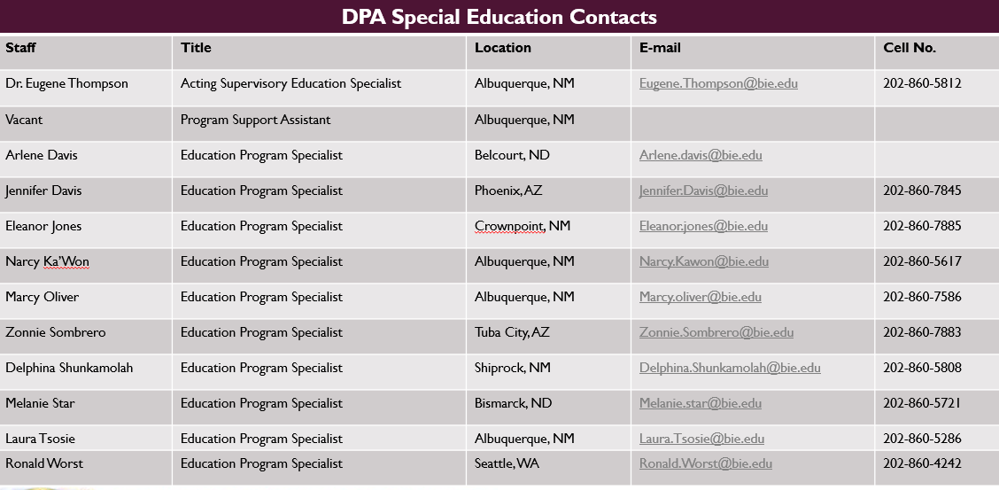 DPA Special Education Contacts
Staff Title Location E-mail Cell No.
Dr. Eugene Thompson Acting Supervisory Education Specialist Albuquerque, NM Eugene.Thompson@bie.edu 202-860-5812
Vacant Program Support Assistant Albuquerque, NM
Arlene Davis Education Program Specialist Belcourt, ND Arlene.davis@bie.edu
Jennifer Davis Education Program Specialist Phoenix, AZ Jennifer.Davis@bie.edu 202-860-7845
Eleanor Jones Education Program Specialist Crownpoint, NM Eleanor.jones@bie.edu 202-860-7885
Narcy Ka'Won Education Program Specialist Albuquerque, NM Narcy.Kawon@bie.edu 202-860-5617
Marcy Oliver Education Program Specialist Albuquerque, NM Marcy.oliver@bie.edu 202-860-7586
Zonnie Sombrero Education Program Specialist Tuba City, AZ Zonnie.Sombrero@bie.edu 202-860-7883
Delphina Shunkamolah Education Program Specialist Shiprock, NM Delphina.Shunkamolah@bie.edu 202-860-5808
Melanie Star Education Program Specialist Bismarck, ND Melanie.star@bie.edu 202-860-5721
Laura Tsosie Education Program Specialist Albuquerque, NM Laura.Tsosie@bie.edu 202-860-5286
Ronald Worst Education Program Specialist Seattle, WA Ronald.Worst@bie.edu 202-860-4242